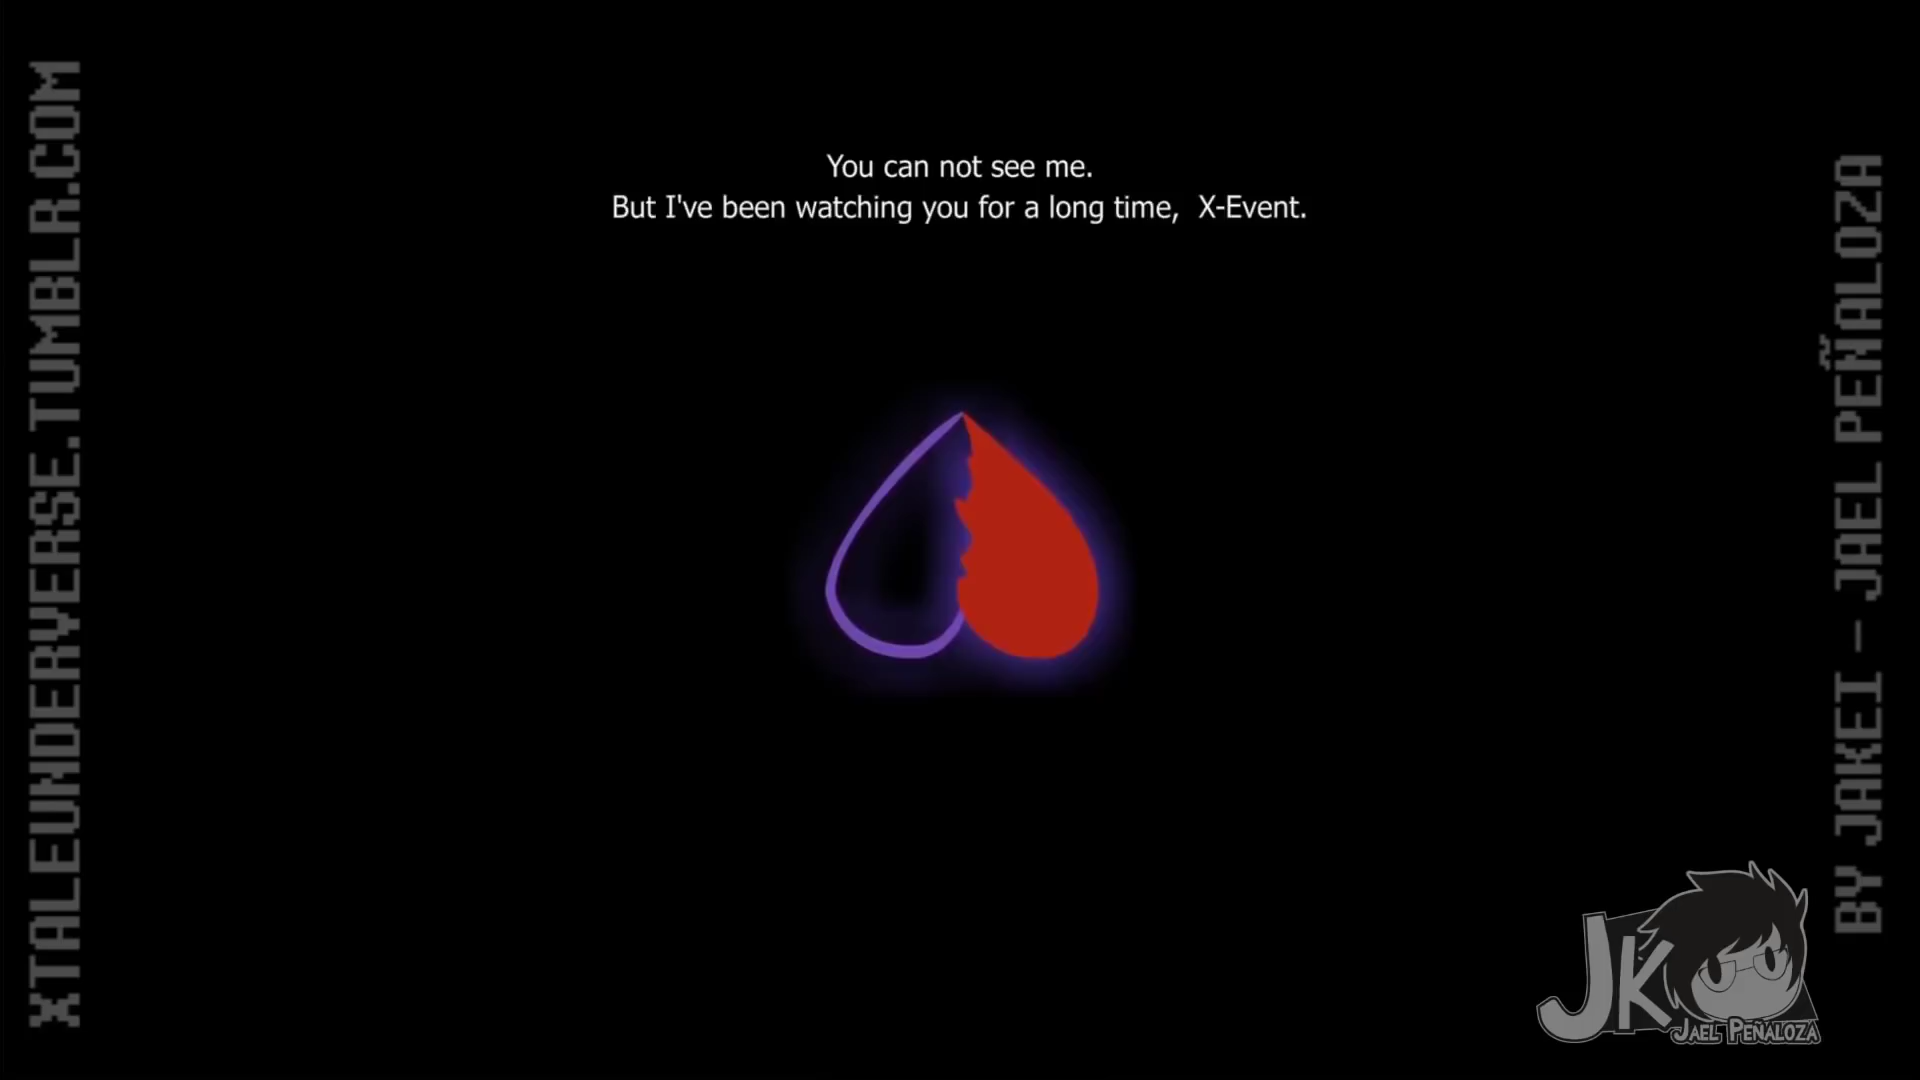 XTALEUNDERVERSE.TUMBLR.COM
You can not see me.
But I've been watching you for a long time,  X-Event.
BY JAKEI - JAEL PEÑALOZA
JK
JAEL PEÑALOZA